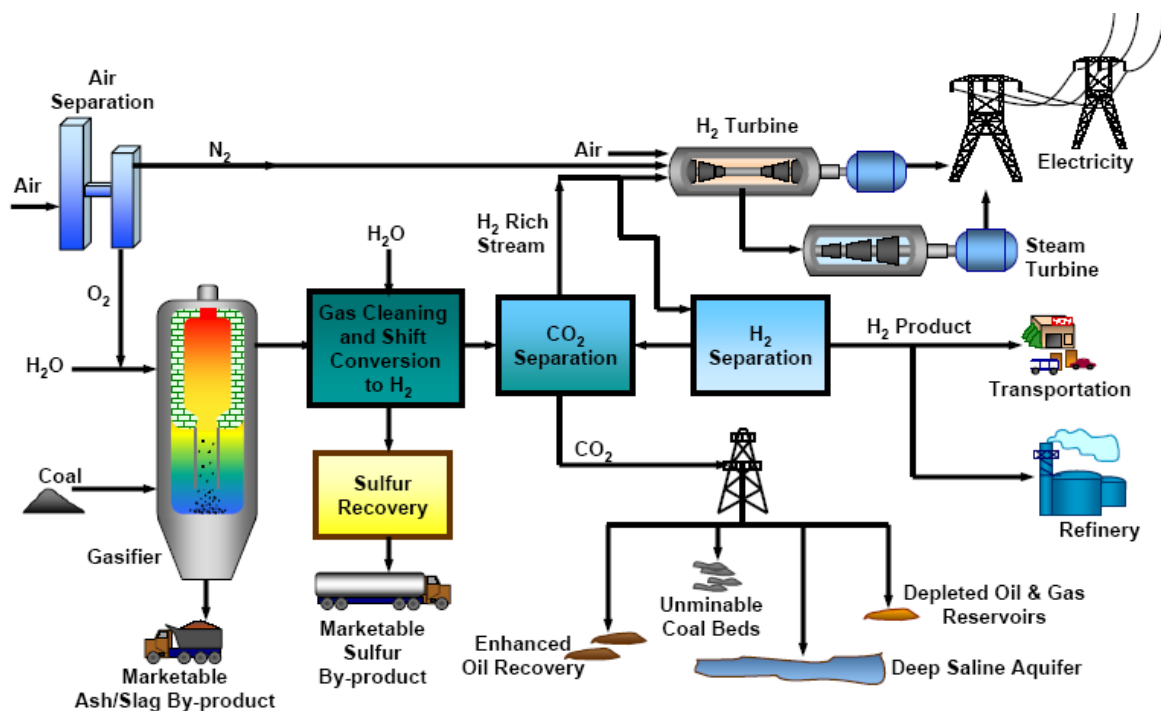 Air
Separation
Air
N₂
O₂
H₂O
Coal
Gasifier
Marketable
Ash/Slag By-product
H₂O
Gas Cleaning
and Shift
Conversion
to H₂
Sulfur
Recovery
Marketable
Sulfur
By-product
H₂ Rich
Stream
CO₂
Separation
H₂
Separation
Air
H₂ Turbine
Steam
Turbine
Electricity
H₂ Product
Transportation
Refinery
CO₂
Enhanced
Oil Recovery
Unminable
Coal Beds
Deep Saline Aquifer
Depleted Oil & Gas
Reservoirs